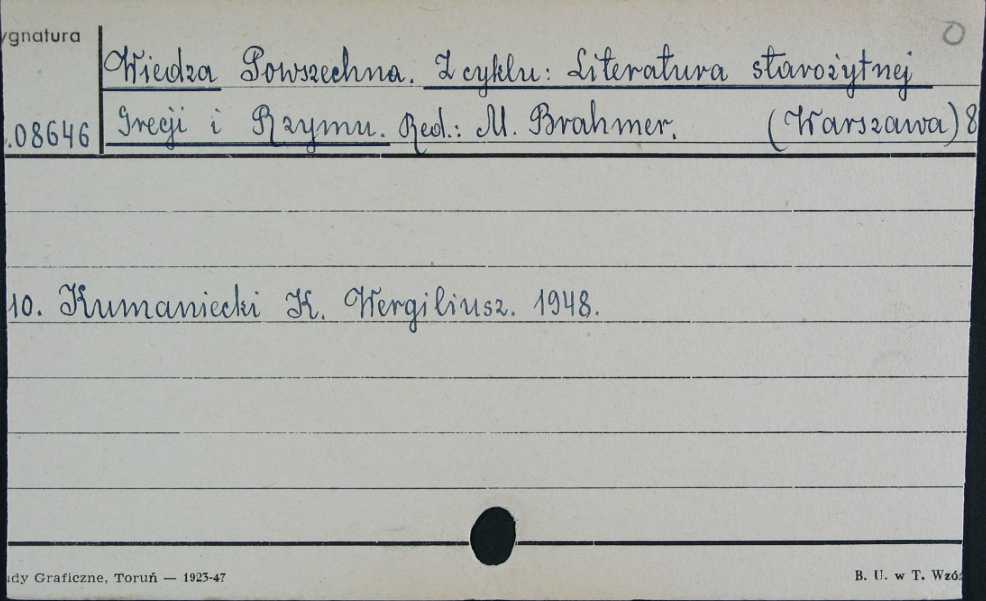 ygnatura
O
Wiedza Powszechna. Z cyklu: Literatura starożytnej
.08646
Grecji i Rzymu. Red.: M. Brahmer. (Warszawa) 8
10. Kumaniecki K. Wergiliusz. 1948.
dy Graficzne, Toruń — 1923-47
B. U. w T. Wzó